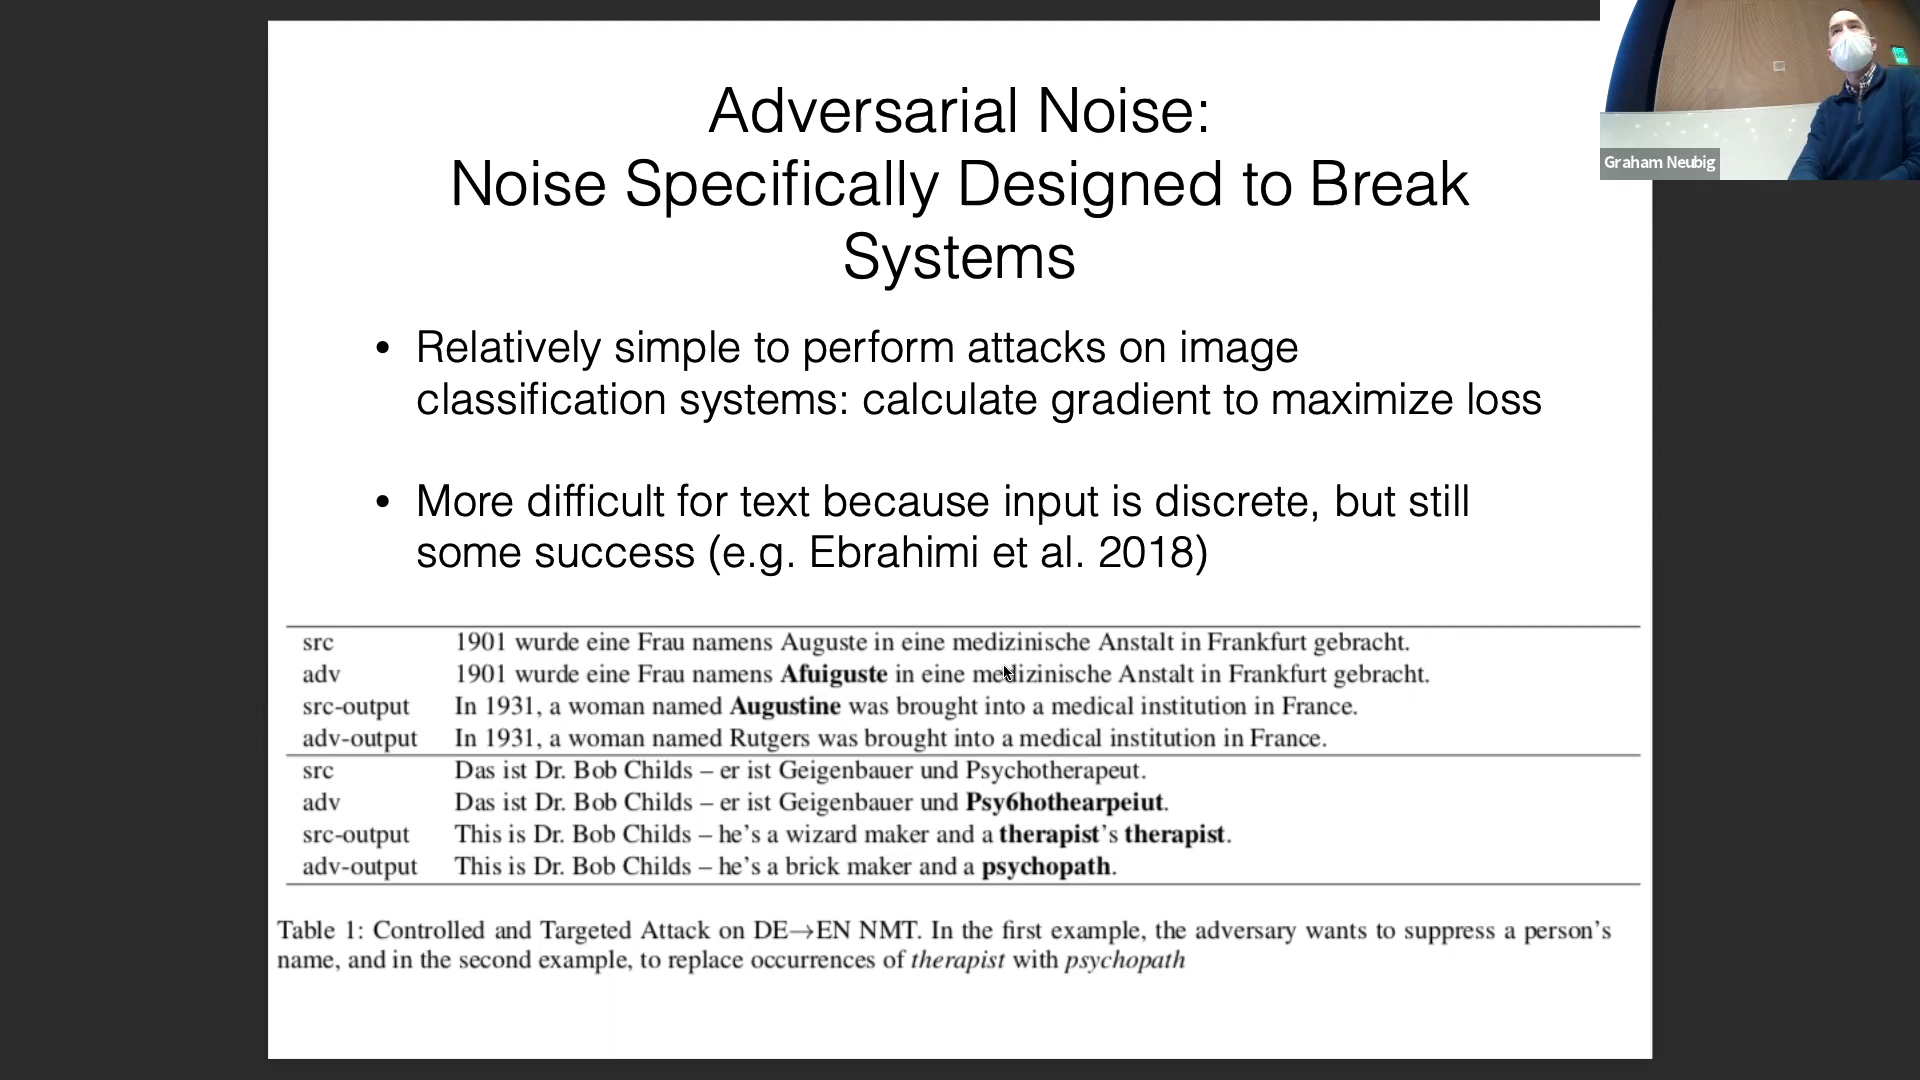 Adversarial Noise:
Noise Specifically Designed to Break
Systems
• Relatively simple to perform attacks on image
classification systems: calculate gradient to maximize loss
• More difficult for text because input is discrete, but still
some success (e.g. Ebrahimi et al. 2018)
src 1901 wurde eine Frau namens Auguste in eine medizinische Anstalt in Frankfurt gebracht.
adv 1901 wurde eine Frau namens Afuiguste in eine medizinische Anstalt in Frankfurt gebracht.
src-output In 1931, a woman named Augustine was brought into a medical institution in France.
adv-output In 1931, a woman named Rutgers was brought into a medical institution in France.
src Das ist Dr. Bob Childs – er ist Geigenbauer und Psychotherapeut.
adv Das ist Dr. Bob Childs – er ist Geigenbauer und Psy6hothearpeiut.
src-output This is Dr. Bob Childs – he's a wizard maker and a therapist's therapist.
adv-output This is Dr. Bob Childs – he's a brick maker and a psychopath.
Table 1: Controlled and Targeted Attack on DE→EN NMT. In the first example, the adversary wants to suppress a person's
name, and in the second example, to replace occurrences of therapist with psychopath
Graham Neubig